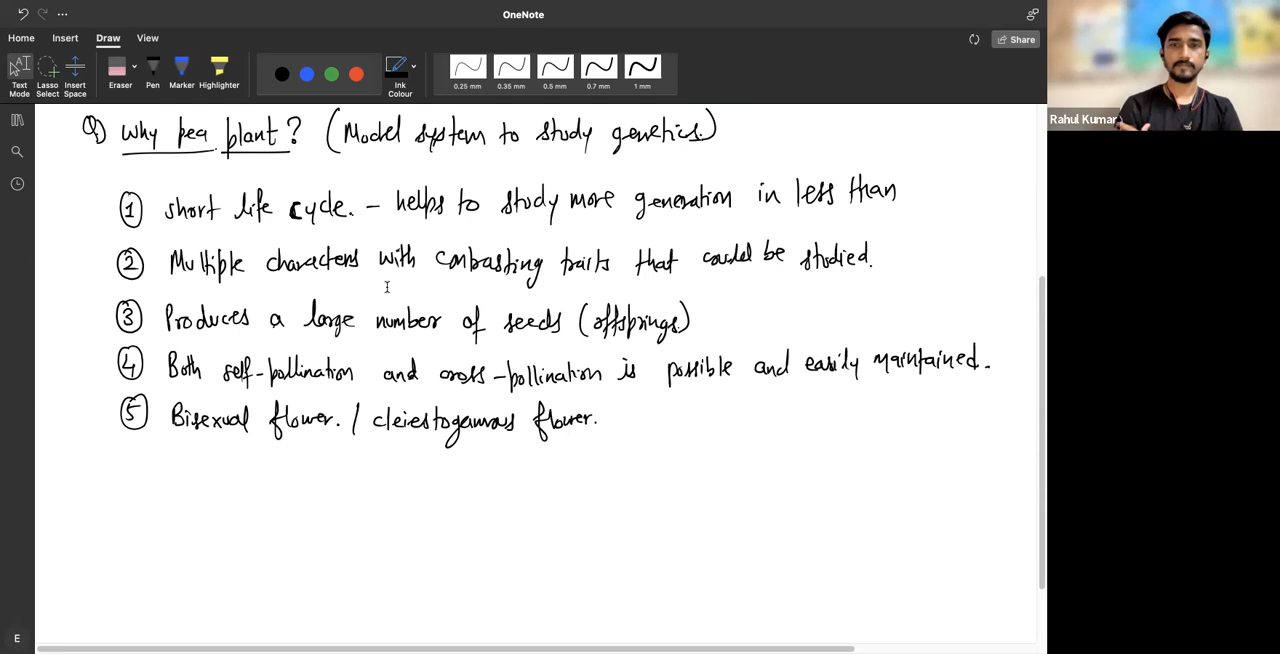 OneNote
Home Insert Draw View
Share
Text Mode
Lasso Select
Insert Space
Eraser
Pen
Marker
Highlighter
Ink Colour
0.25 mm
0.35 mm
0.5 mm
0.7 mm
1 mm
Rahul Kumar
Q) Why pea plant? (Model system to study genetics.)
1 short life cycle. - helps to study more generation in less than
2 Multiple characters with contrasting traits that could be studied.
3 Produces a large number of seeds (offsprings)
4 Both self-pollination and cross-pollination is possible and easily maintained.
5 Bisexual flower. / cleiestogamous flower.
E